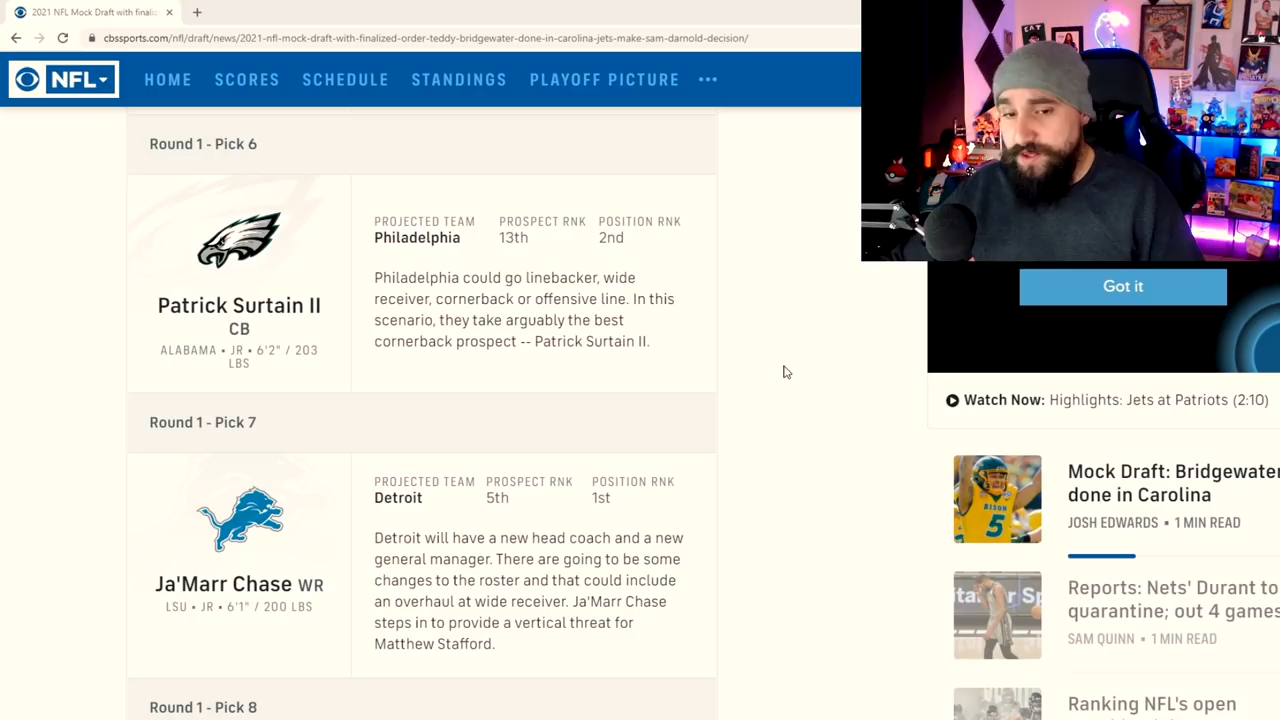 2021 NFL Mock Draft with finaliz
cbssports.com/nfl/draft/news/2021-nfl-mock-draft-with-finalized-order-teddy-bridgewater-done-in-carolina-jets-make-sam-darnold-decision/
NFL
HOME SCORES SCHEDULE STANDINGS PLAYOFF PICTURE •••
Round 1 - Pick 6
Patrick Surtain II
CB
ALABAMA • JR • 6'2" / 203
LBS
PROJECTED TEAM PROSPECT RNK POSITION RNK
Philadelphia 13th 2nd
Philadelphia could go linebacker, wide
receiver, cornerback or offensive line. In this
scenario, they take arguably the best
cornerback prospect -- Patrick Surtain II.
Round 1 - Pick 7
Ja'Marr Chase WR
LSU • JR • 6'1" / 200 LBS
PROJECTED TEAM PROSPECT RNK POSITION RNK
Detroit 5th 1st
Detroit will have a new head coach and a new
general manager. There are going to be some
changes to the roster and that could include
an overhaul at wide receiver. Ja'Marr Chase
steps in to provide a vertical threat for
Matthew Stafford.
Round 1 - Pick 8
EAT
Got it
Watch Now: Highlights: Jets at Patriots (2:10)
BISON
5
Mock Draft: Bridgewater
done in Carolina
JOSH EDWARDS • 1 MIN READ
Reports: Nets' Durant to
quarantine; out 4 games
SAM QUINN • 1 MIN READ
Ranking NFL's open